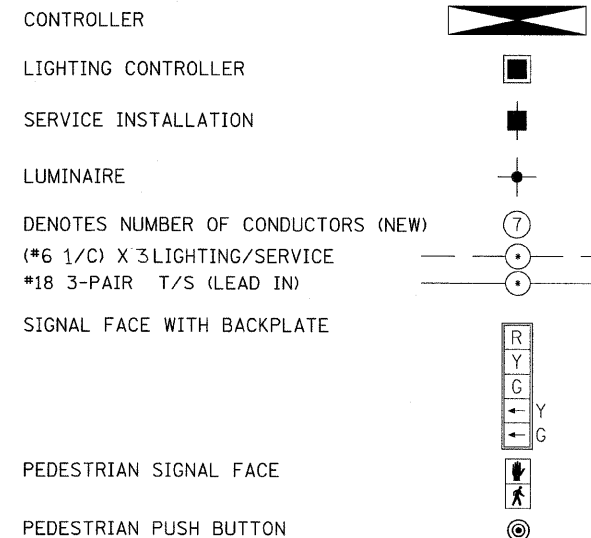 CONTROLLER
LIGHTING CONTROLLER
SERVICE INSTALLATION
LUMINAIRE
DENOTES NUMBER OF CONDUCTORS (NEW) 7
(#6 1/C) X 3 LIGHTING/SERVICE *
#18 3-PAIR T/S (LEAD IN) *
SIGNAL FACE WITH BACKPLATE
R
Y
G
← Y
← G
PEDESTRIAN SIGNAL FACE
PEDESTRIAN PUSH BUTTON